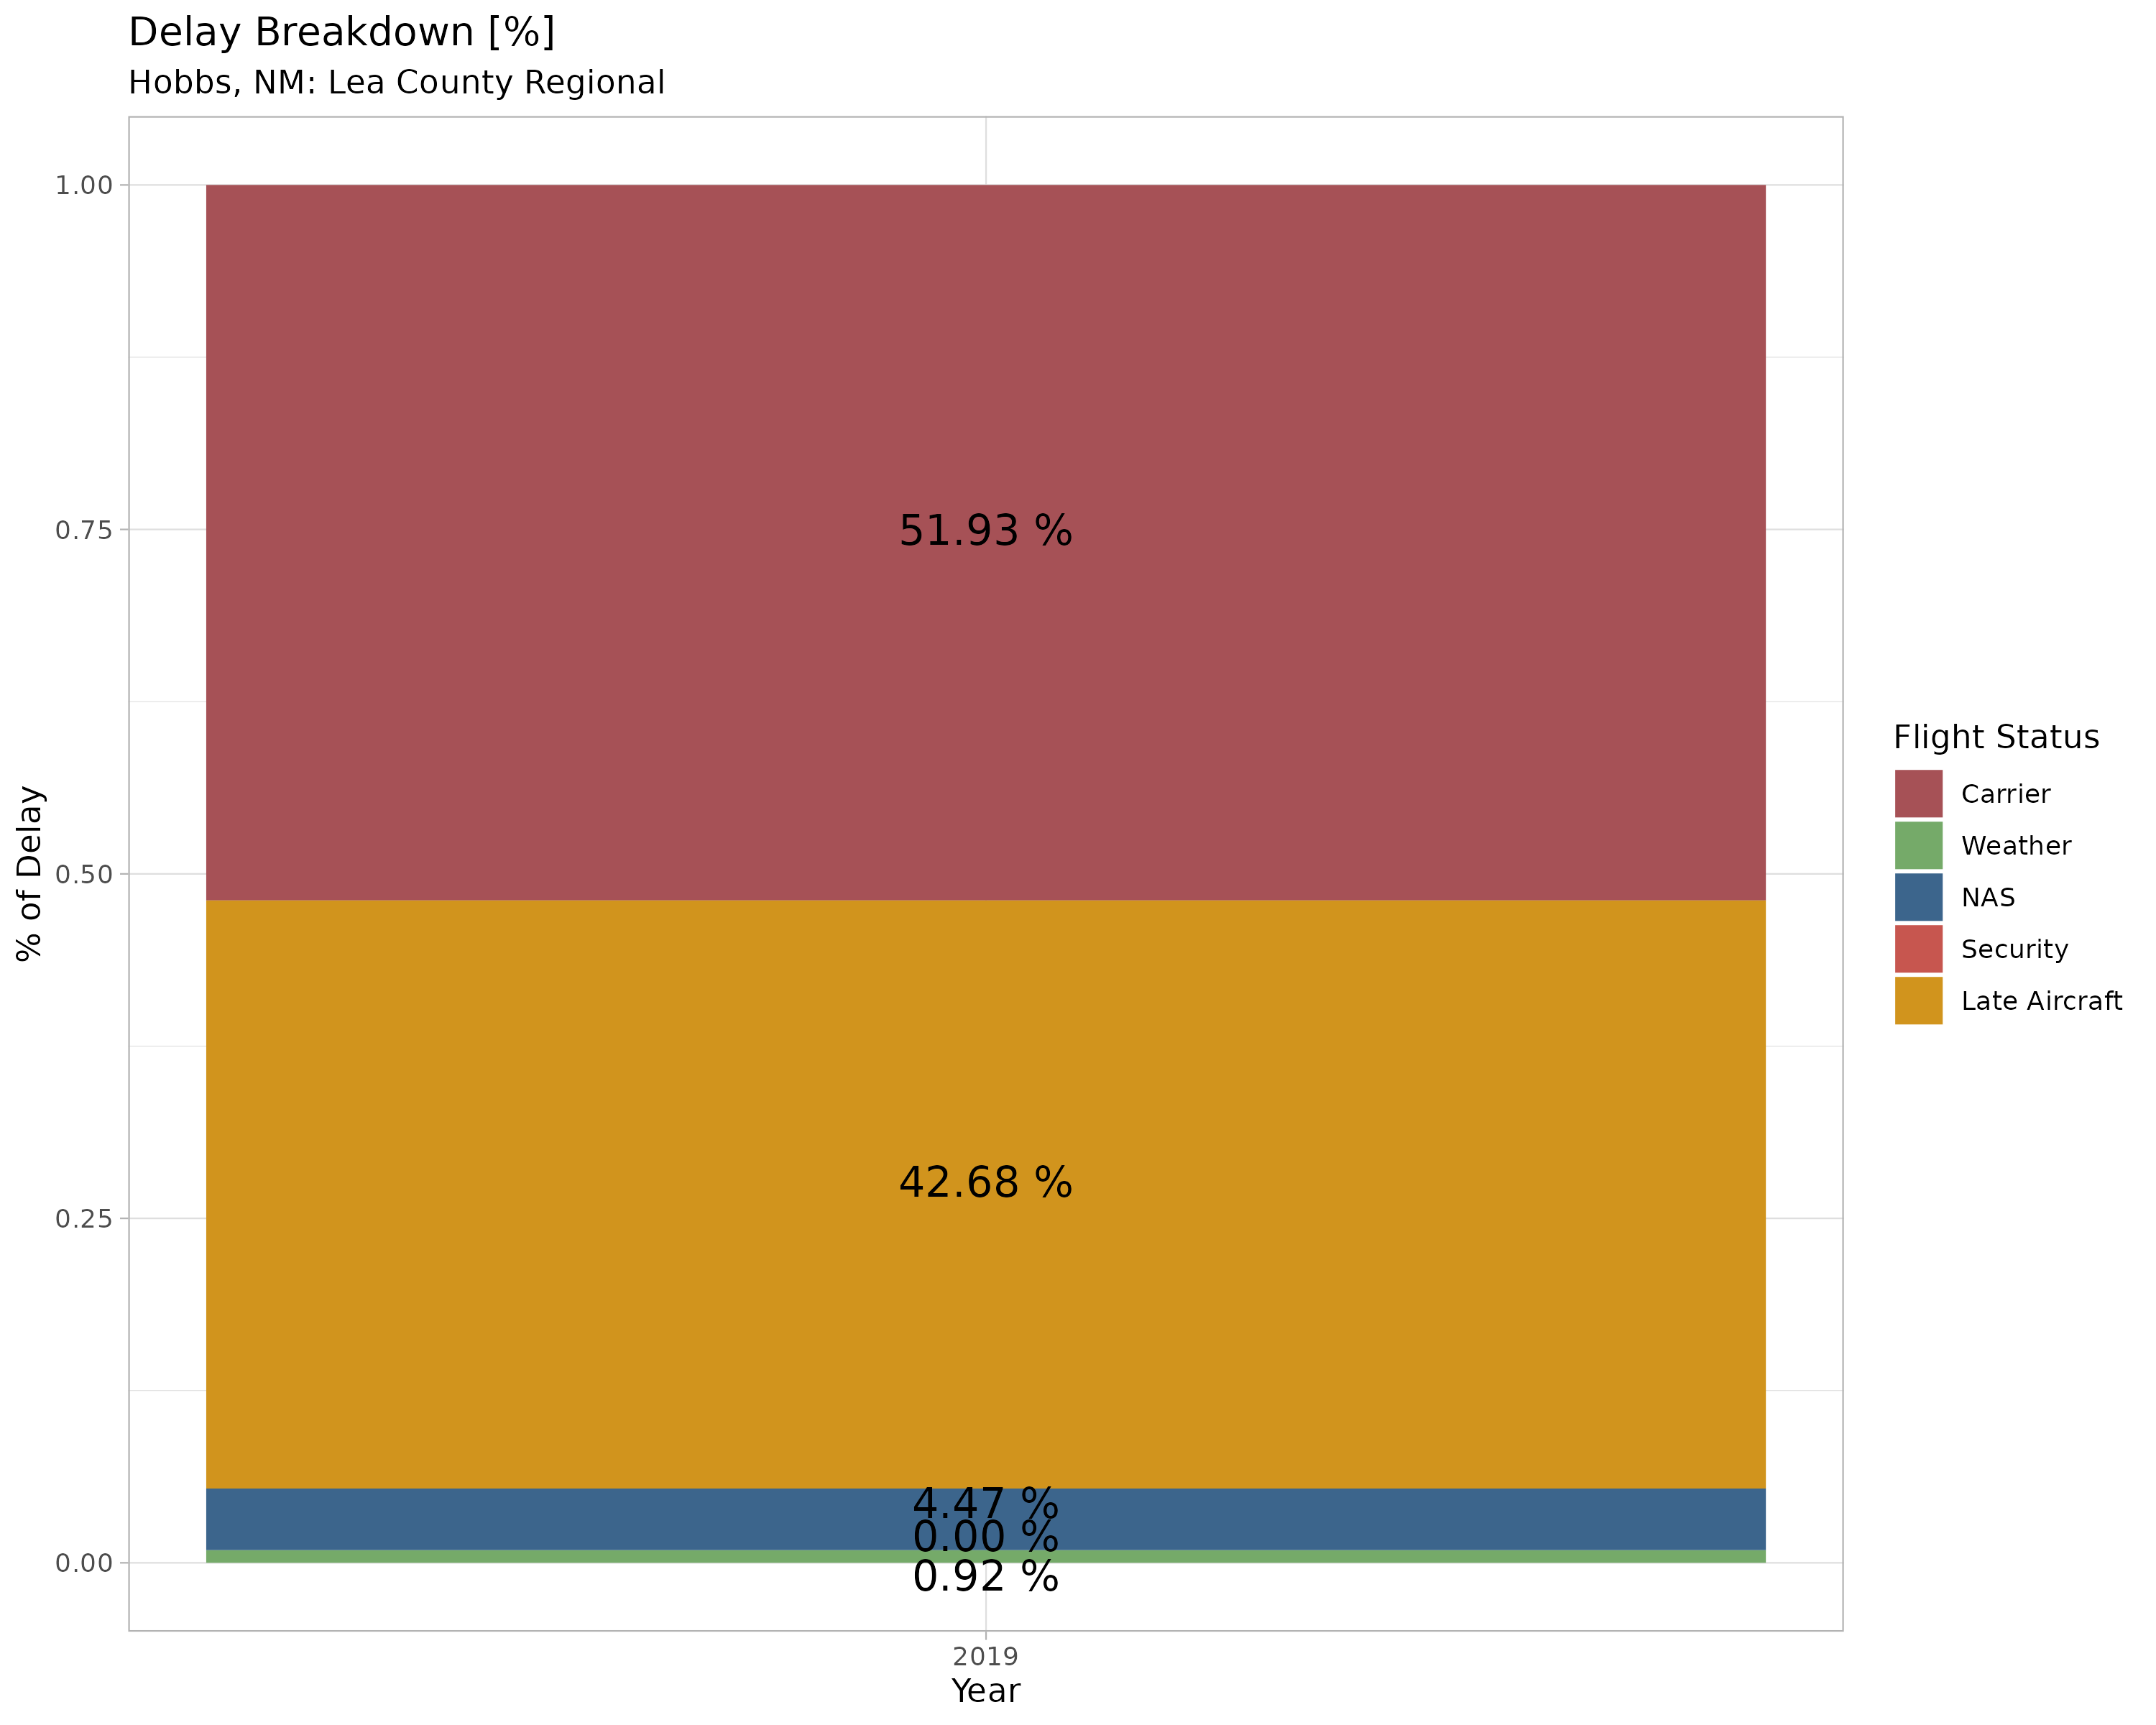 Delay Breakdown [%]
Hobbs, NM: Lea County Regional
% of Delay
1.00
0.75
0.50
0.25
0.00
51.93 %
42.68 %
4.47 %
0.00 %
0.92 %
2019
Year
Flight Status
Carrier
Weather
NAS
Security
Late Aircraft